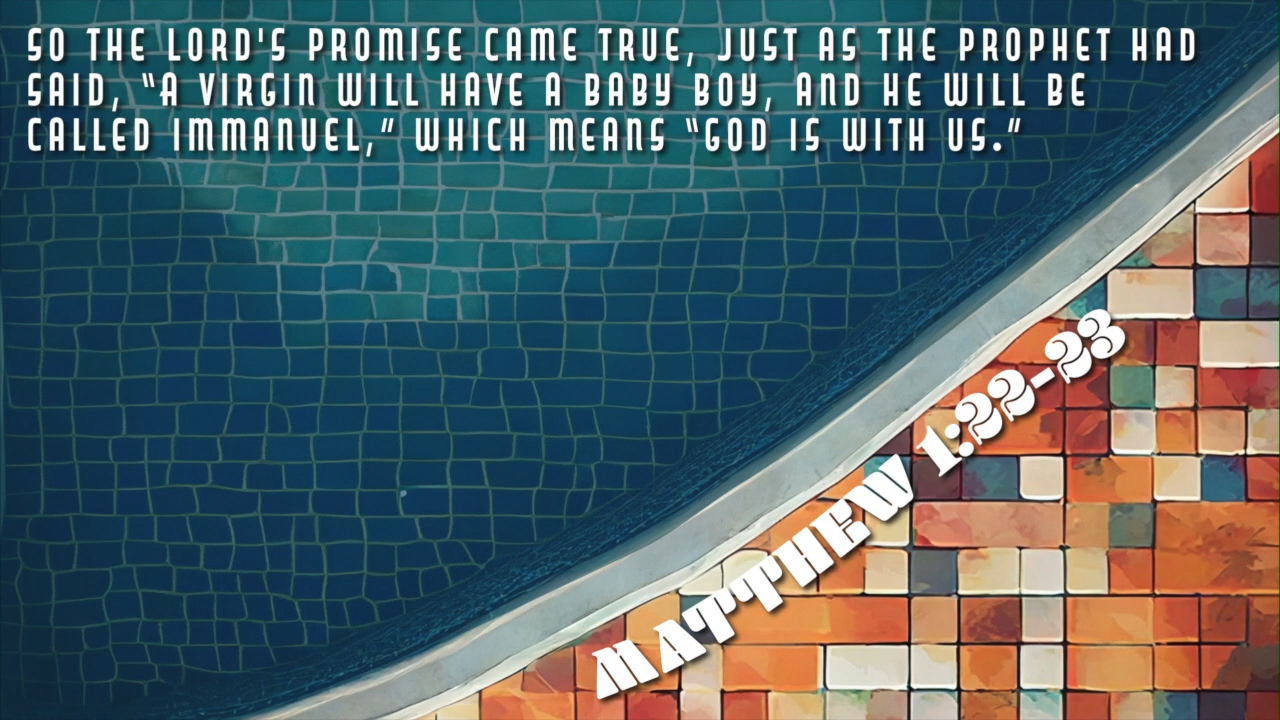 SO THE LORD'S PROMISE CAME TRUE, JUST AS THE PROPHET HAD
SAID, “A VIRGIN WILL HAVE A BABY BOY, AND HE WILL BE
CALLED IMMANUEL,” WHICH MEANS “GOD IS WITH US.”
MATTHEW 1:22-23